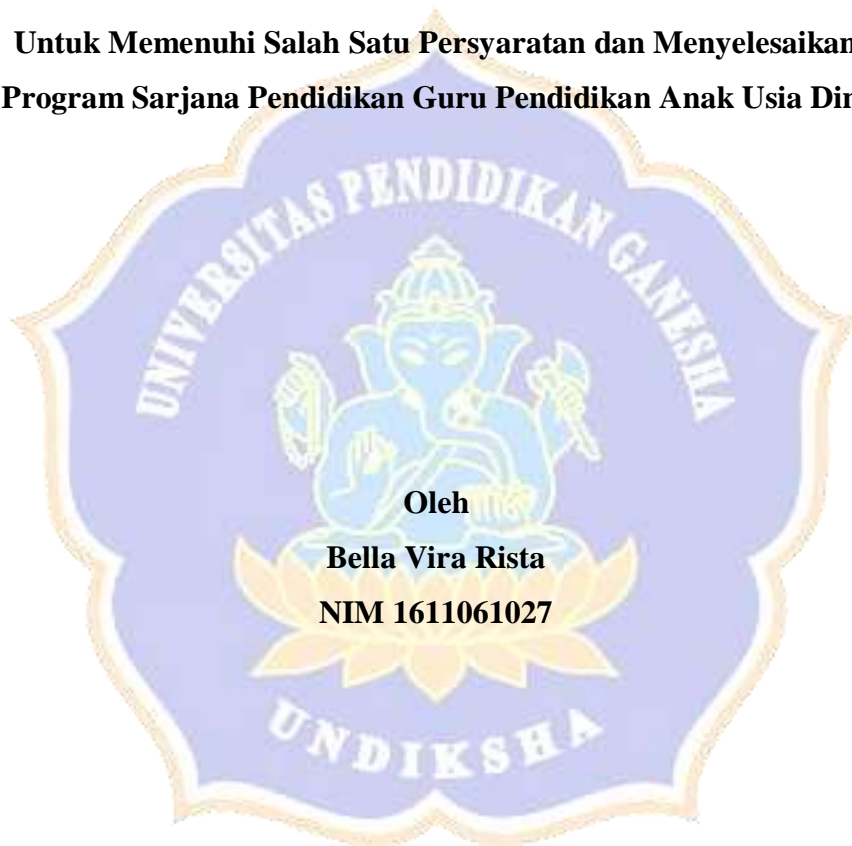 Untuk Memenuhi Salah Satu Persyaratan dan Menyelesaikan
Program Sarjana Pendidikan Guru Pendidikan Anak Usia Din
UNIVERSITAS PENDIDIKAN GANESHA
Oleh
Bella Vira Rista
NIM 1611061027
UNDIKSHA